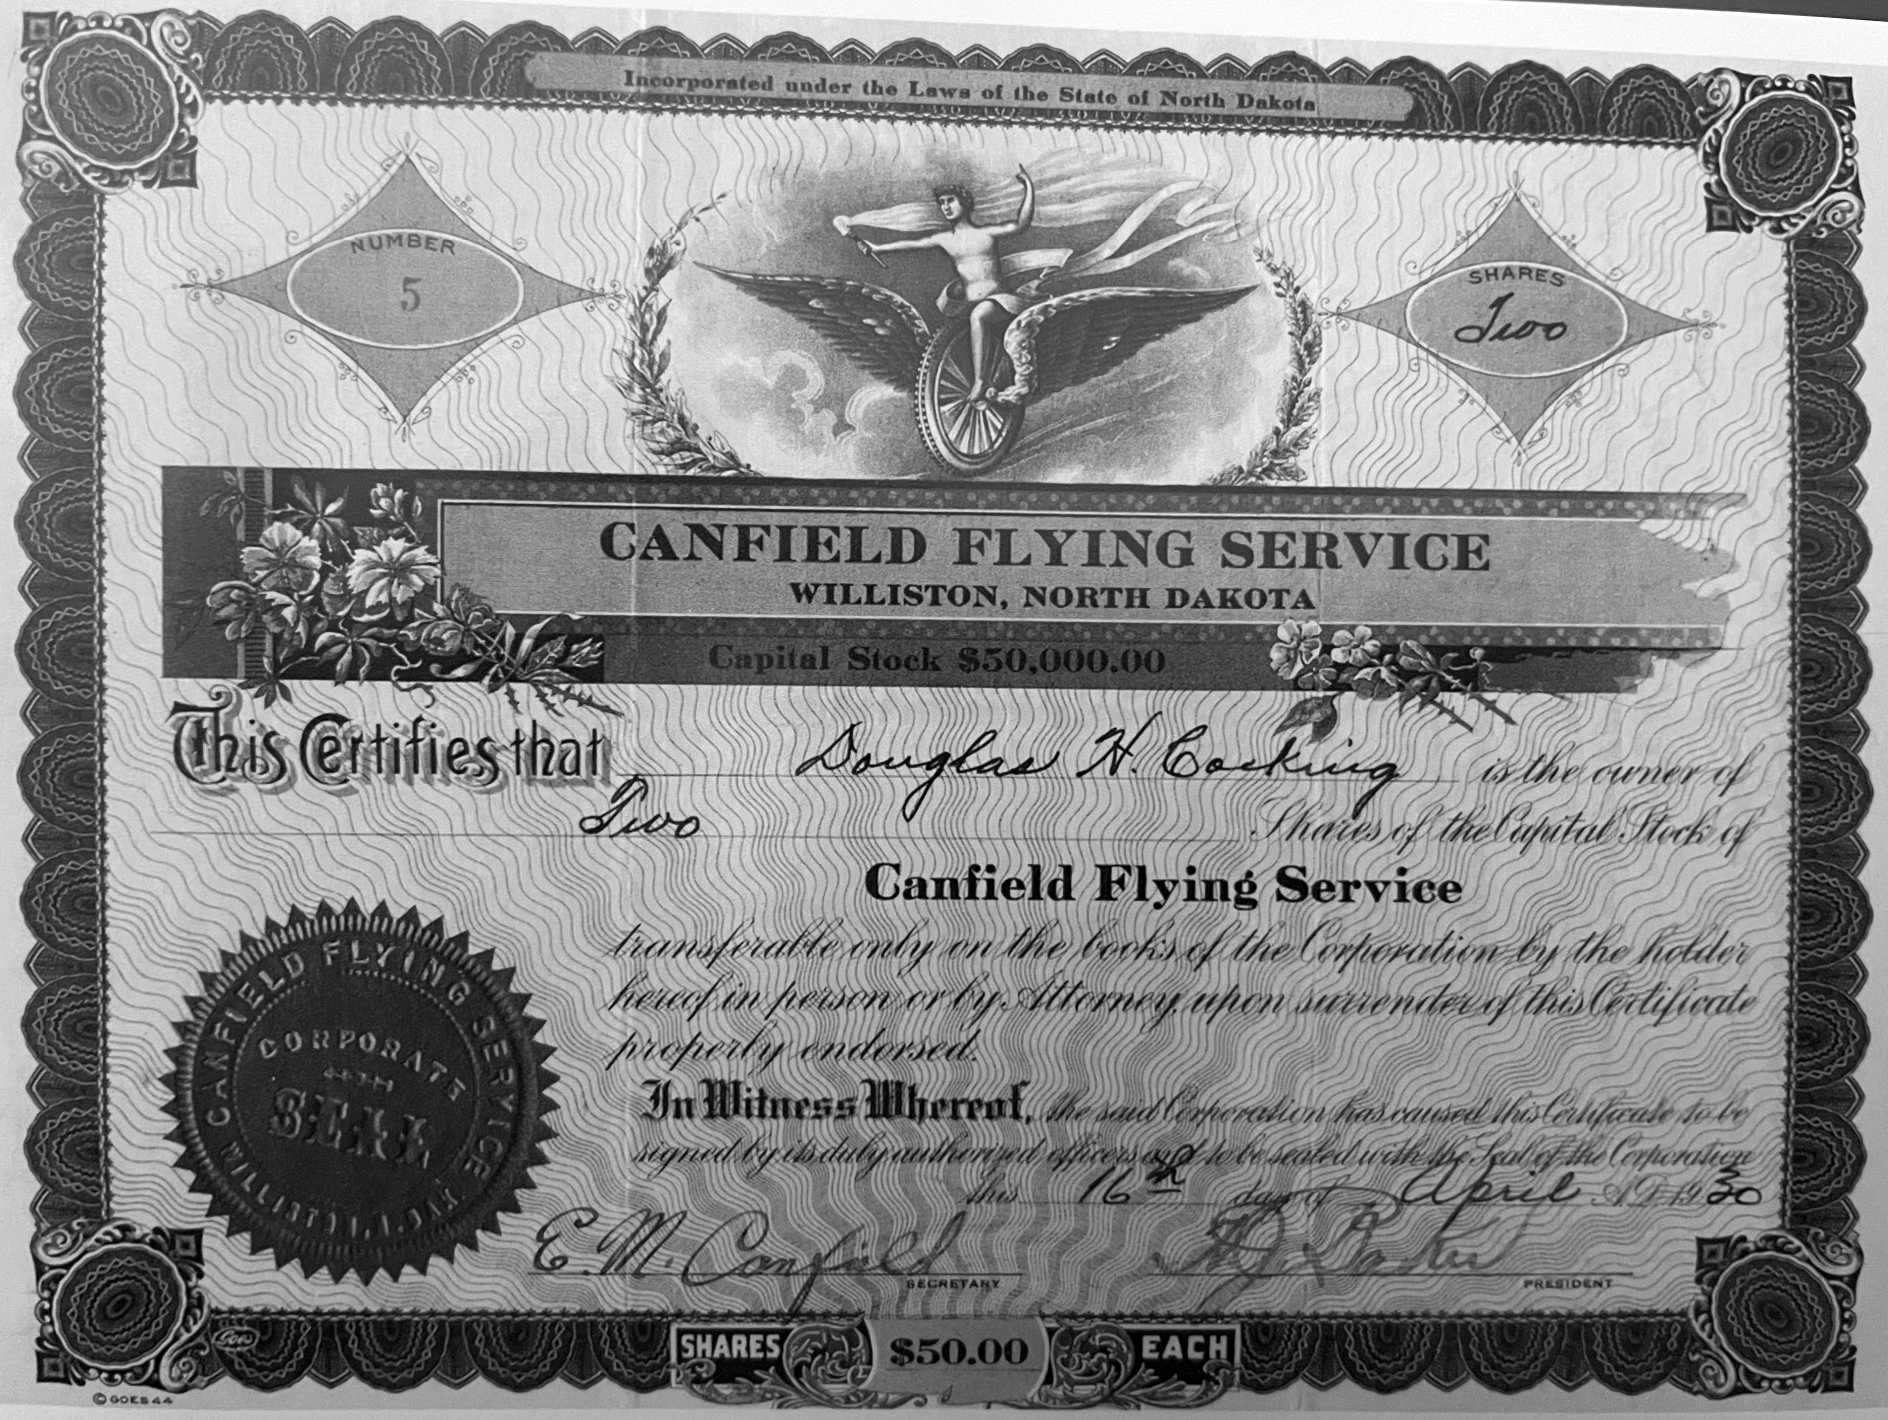 Incorporated under the Laws of the State of North Dakota
NUMBER
5
SHARES
Two
CANFIELD FLYING SERVICE
WILLISTON, NORTH DAKOTA
Capital Stock $50,000.00
This Certifies that Douglas H. Cocking is the owner of
Two Shares of the Capital Stock of
Canfield Flying Service
transferable only on the books of the Corporation by the holder
hereof in person or by Attorney, upon surrender of this Certificate
properly endorsed.
In Witness Whereof, the said Corporation has caused this Certificate to be
signed by its duly authorized officers and to be sealed with the Seal of the Corporation
this 16th day of April A.D. 1930
CANFIELD FLYING SERVICE
CORPORATE
SEAL
WILLISTON, N. DAK.
E. M. Canfield
SECRETARY
PRESIDENT
SHARES $50.00 EACH
Goes
© GOES 44